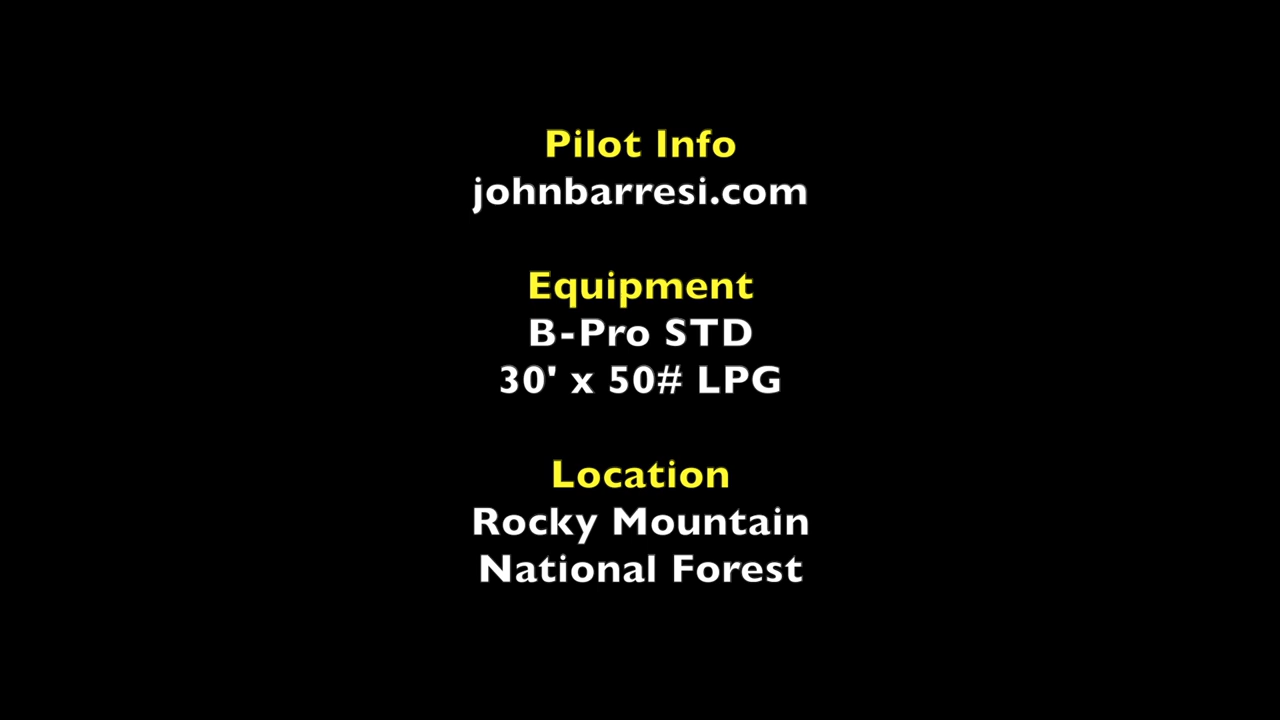 Pilot Info
johnbarresi.com
Equipment
B-Pro STD
30' x 50# LPG
Location
Rocky Mountain
National Forest